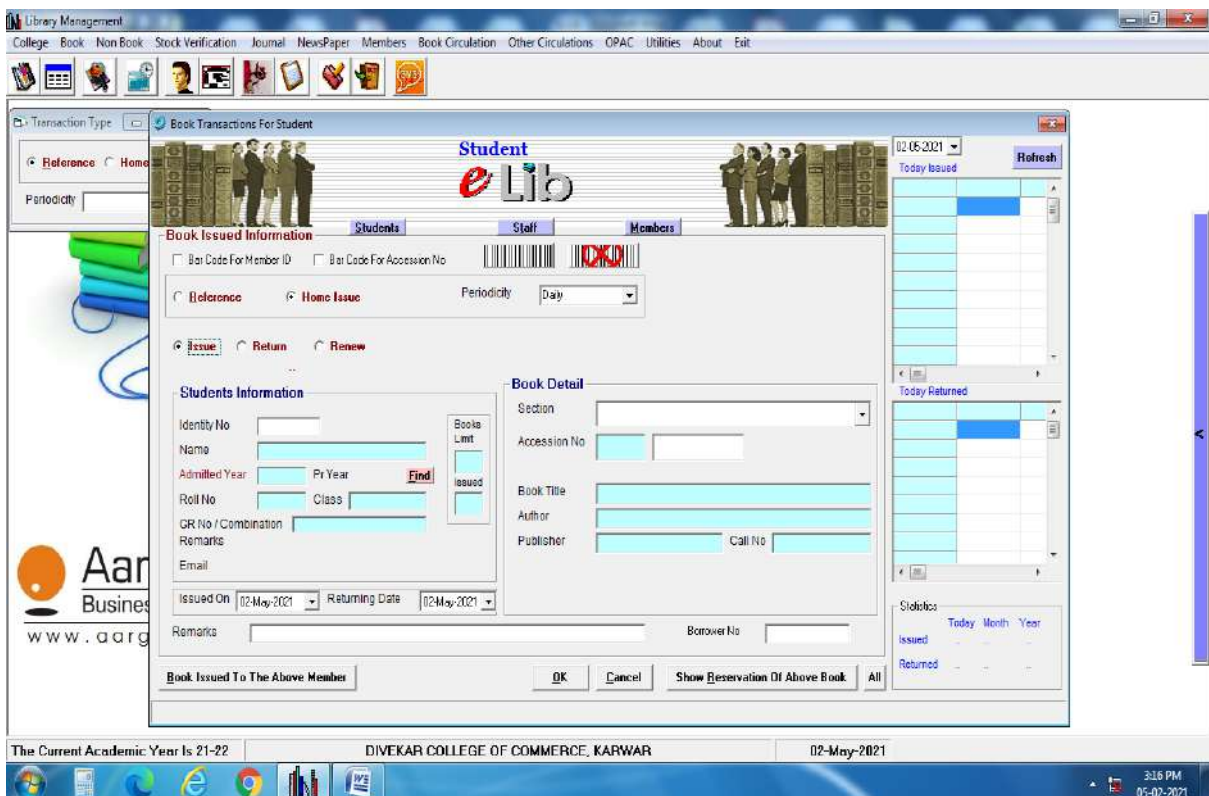 Library Management
College Book Non Book Stock Verification Journal NewsPaper Members Book Circulation Other Circulations OPAC Utilities About Exit
Transaction Type
Reference Home
Periodicity
Book Transactions For Student
Student
e Lib
Students Staff Members
02-05-2021
Refresh
Today Issued
Book Issued Information
Bar Code For Member ID Bar Code For Accession No
Reference Home Issue Periodicity Daily
Issue Return Renew
Students Information
Identity No
Name
Admitted Year Pr Year Find
Roll No Class
GR No / Combination
Remarks
Email
Books
Limit
Issued
Book Detail
Section
Accession No
Book Title
Author
Publisher Call No
Today Returned
Issued On 02-May-2021 Returning Date 02-May-2021
Remarks Borrower No
Statistics
Today Month Year
Issued
Returned
Book Issued To The Above Member OK Cancel Show Reservation Of Above Book All
Aar
Busines
www.aarg
<
The Current Academic Year Is 21-22 DIVEKAR COLLEGE OF COMMERCE, KARWAR 02-May-2021
3:16 PM
05-02-2021